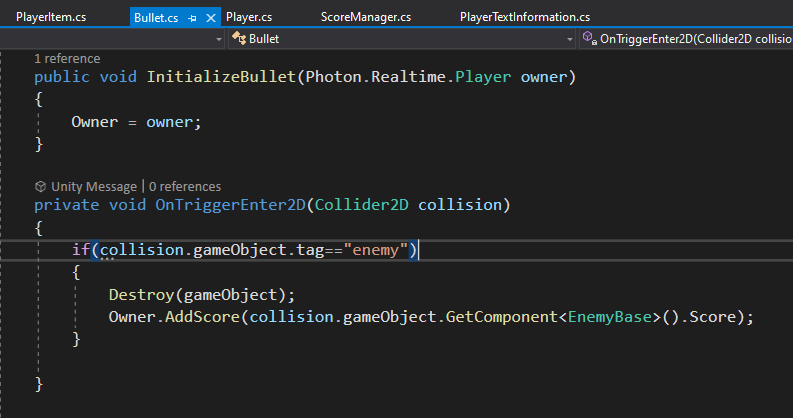 PlayerItem.cs Bullet.cs Player.cs ScoreManager.cs PlayerTextInformation.cs
Bullet OnTriggerEnter2D(Collider2D collisio
1 reference
public void InitializeBullet(Photon.Realtime.Player owner)
{
Owner = owner;
}
Unity Message | 0 references
private void OnTriggerEnter2D(Collider2D collision)
{
if(collision.gameObject.tag=="enemy")
{
Destroy(gameObject);
Owner.AddScore(collision.gameObject.GetComponent<EnemyBase>().Score);
}
}